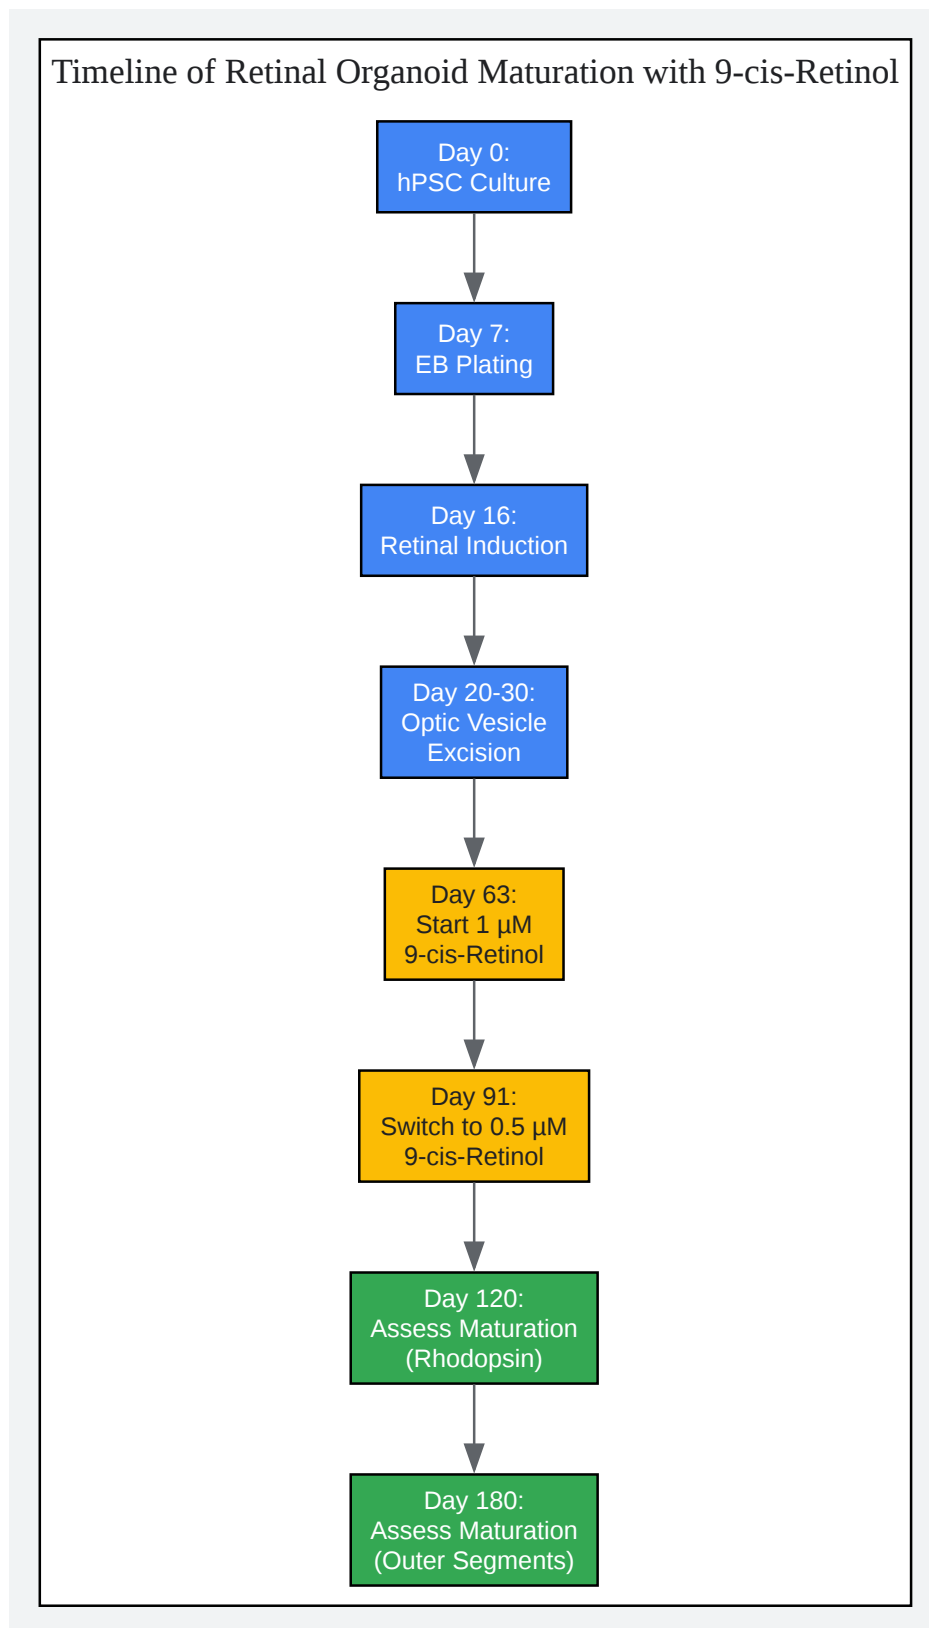 Timeline of Retinal Organoid Maturation with 9-cis-Retinol
Day 0:
hPSC Culture
Day 7:
EB Plating
Day 16:
Retinal Induction
Day 20-30:
Optic Vesicle
Excision
Day 63:
Start 1 µM
9-cis-Retinol
Day 91:
Switch to 0.5 µM
9-cis-Retinol
Day 120:
Assess Maturation
(Rhodopsin)
Day 180:
Assess Maturation
(Outer Segments)